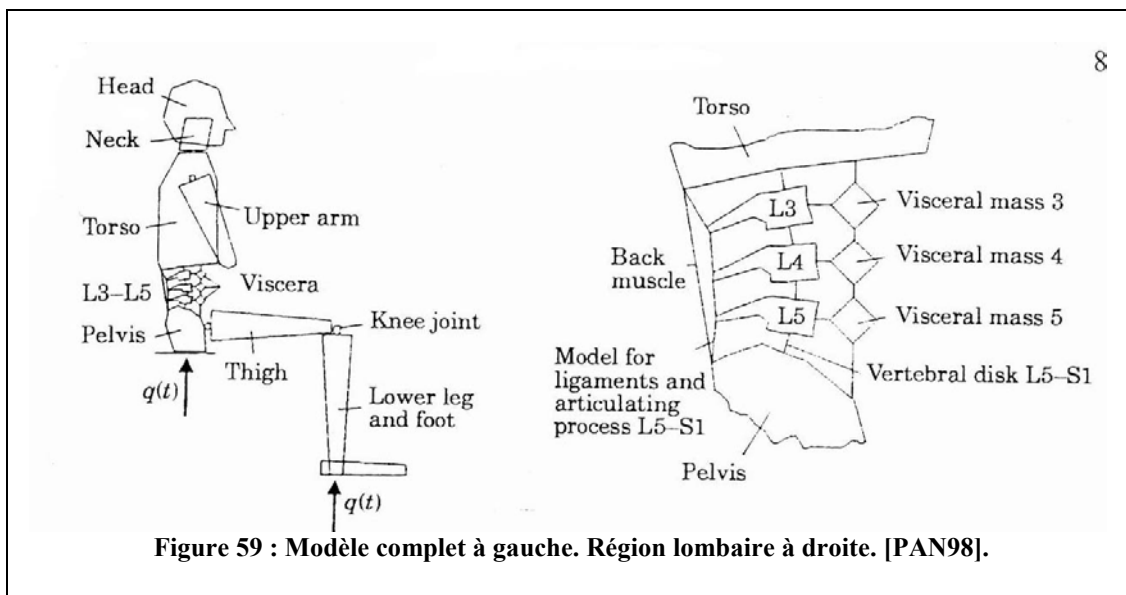 8
Head
Neck
Torso
Upper arm
L3–L5
Viscera
Pelvis
Knee joint
Thigh
q(t)
Lower leg
and foot
q(t)
Torso
L3
Visceral mass 3
Back
muscle
L4
Visceral mass 4
L5
Visceral mass 5
Model for
ligaments and
articulating
process L5–S1
Vertebral disk L5–S1
Pelvis
Figure 59 : Modèle complet à gauche. Région lombaire à droite. [PAN98].